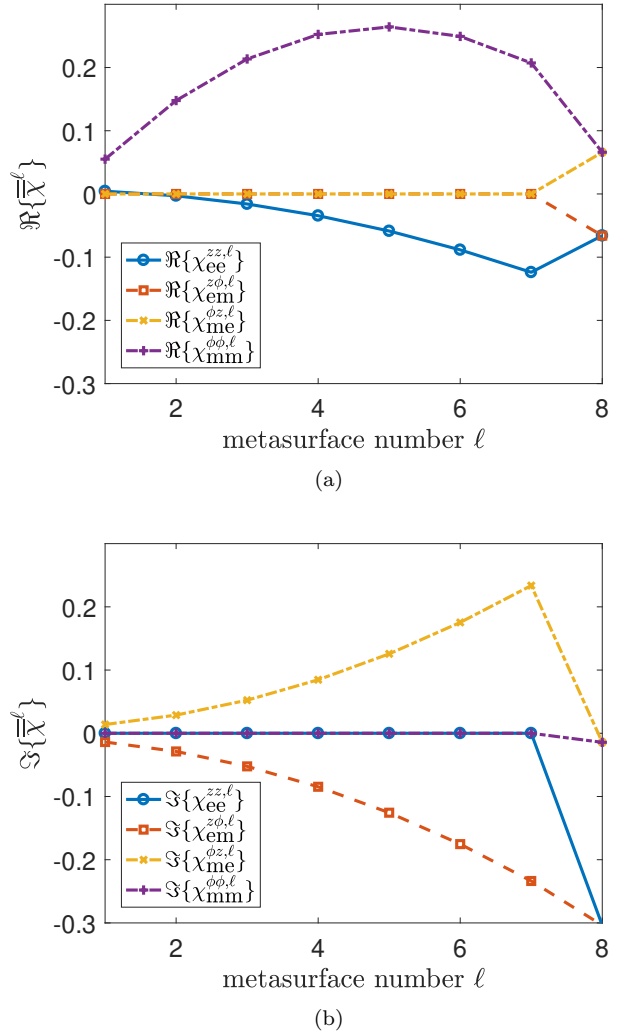 0.2
0.1
0
-0.1
-0.2
-0.3
ℜ{χ̿^ℓ}
ℜ{χ_ee^{zz,ℓ}}
ℜ{χ_em^{zϕ,ℓ}}
ℜ{χ_me^{ϕz,ℓ}}
ℜ{χ_mm^{ϕϕ,ℓ}}
2 4 6 8
metasurface number ℓ
(a)
0.2
0.1
0
-0.1
-0.2
-0.3
ℑ{χ̿^ℓ}
ℑ{χ_ee^{zz,ℓ}}
ℑ{χ_em^{zϕ,ℓ}}
ℑ{χ_me^{ϕz,ℓ}}
ℑ{χ_mm^{ϕϕ,ℓ}}
2 4 6 8
metasurface number ℓ
(b)